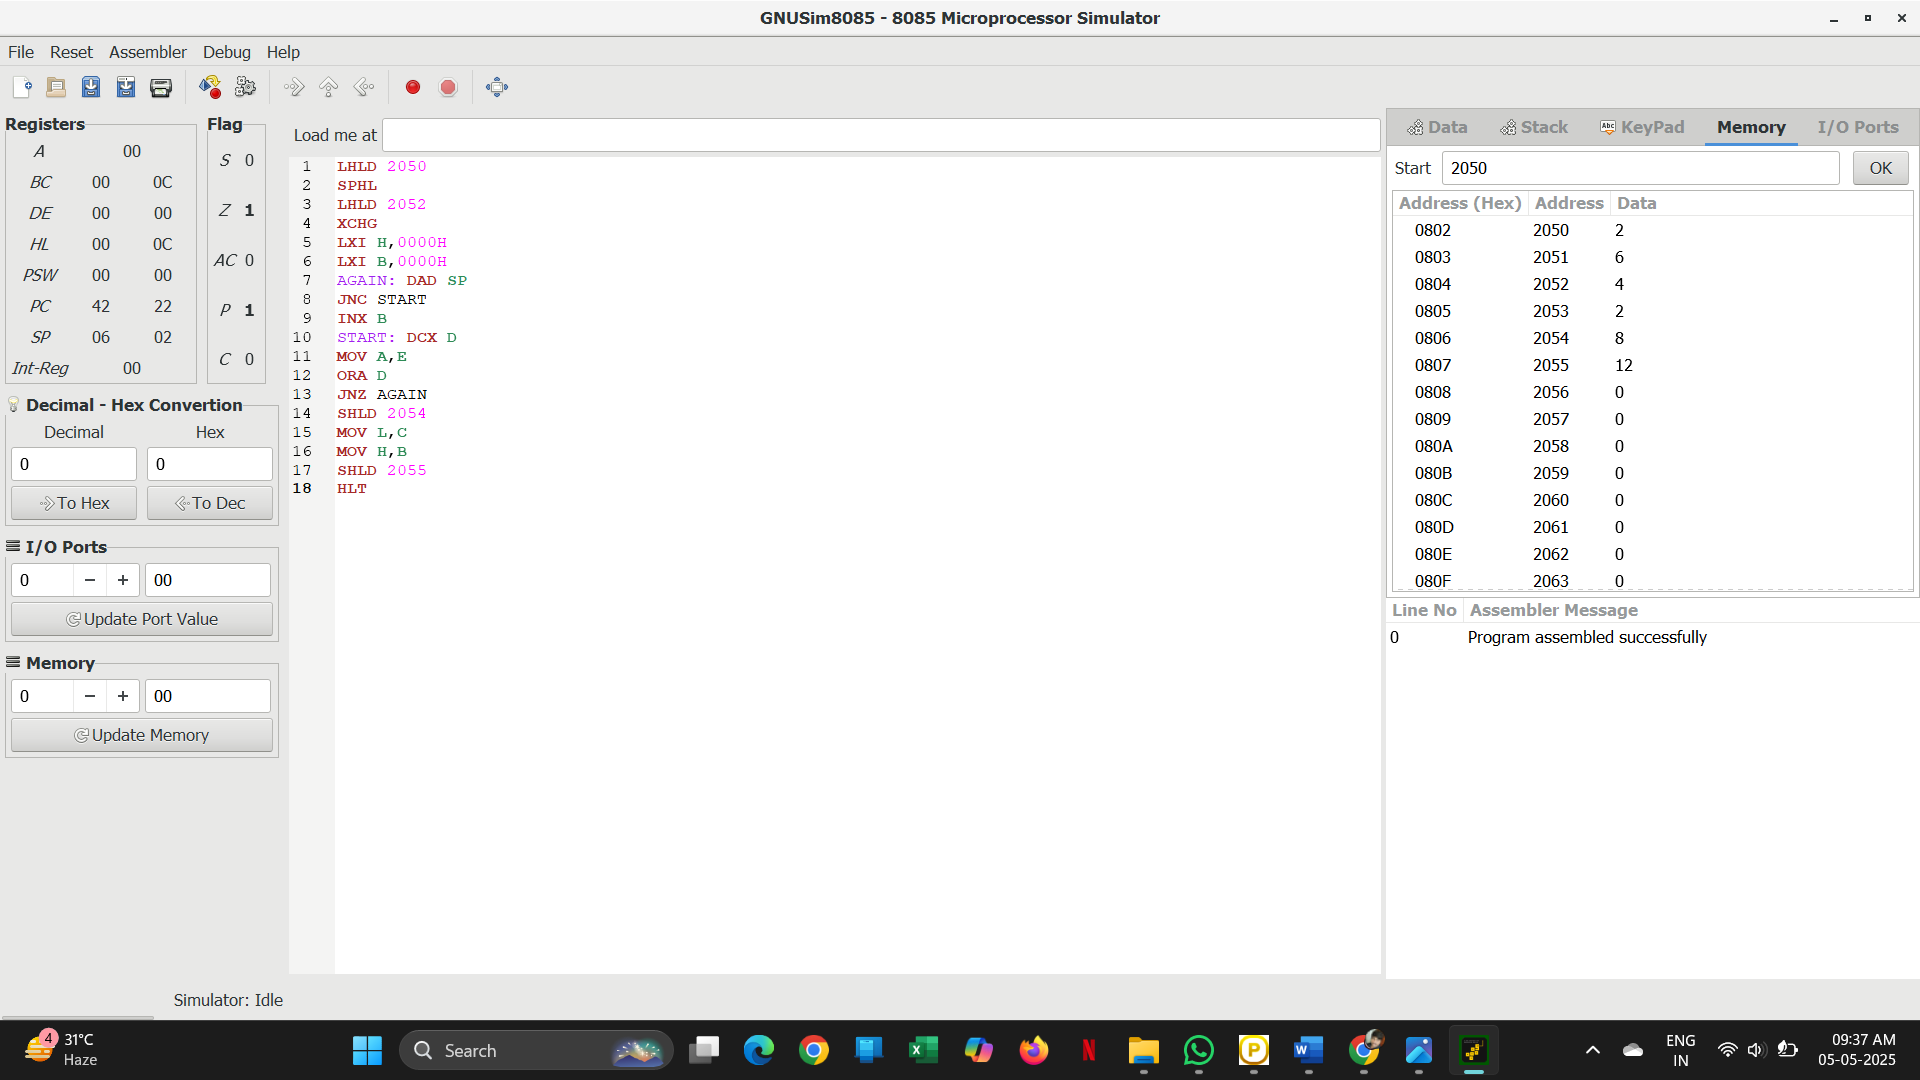 GNUSim8085 - 8085 Microprocessor Simulator
File Reset Assembler Debug Help
Registers
A 00
BC 00 0C
DE 00 00
HL 00 0C
PSW 00 00
PC 42 22
SP 06 02
Int-Reg 00
Flag
S 0
Z 1
AC 0
P 1
C 0
Decimal - Hex Convertion
Decimal Hex
0 0
To Hex To Dec
I/O Ports
0 − + 00
Update Port Value
Memory
0 − + 00
Update Memory
Load me at
1 LHLD 2050
2 SPHL
3 LHLD 2052
4 XCHG
5 LXI H,0000H
6 LXI B,0000H
7 AGAIN: DAD SP
8 JNC START
9 INX B
10 START: DCX D
11 MOV A,E
12 ORA D
13 JNZ AGAIN
14 SHLD 2054
15 MOV L,C
16 MOV H,B
17 SHLD 2055
18 HLT
Data Stack Abc KeyPad Memory I/O Ports
Start 2050 OK
Address (Hex) Address Data
0802 2050 2
0803 2051 6
0804 2052 4
0805 2053 2
0806 2054 8
0807 2055 12
0808 2056 0
0809 2057 0
080A 2058 0
080B 2059 0
080C 2060 0
080D 2061 0
080E 2062 0
080F 2063 0
Line No Assembler Message
0 Program assembled successfully
Simulator: Idle
4 31°C
Haze
Search
ENG
IN
09:37 AM
05-05-2025